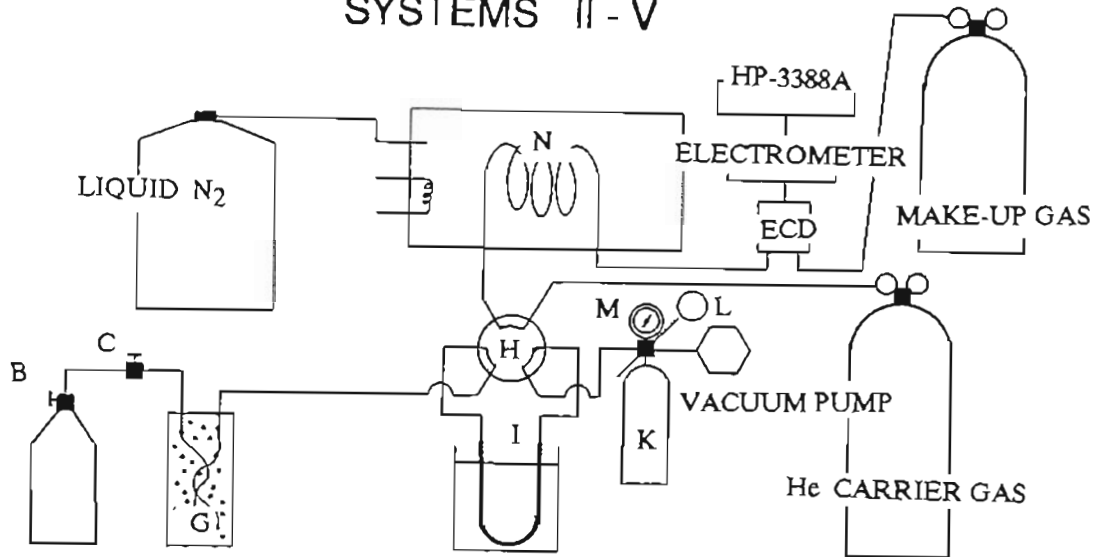 SYSTEMS II - V
HP-3388A
N
ELECTROMETER
LIQUID N2
ECD
MAKE-UP GAS
M
L
H
C
B
VACUUM PUMP
I
K
He CARRIER GAS
G